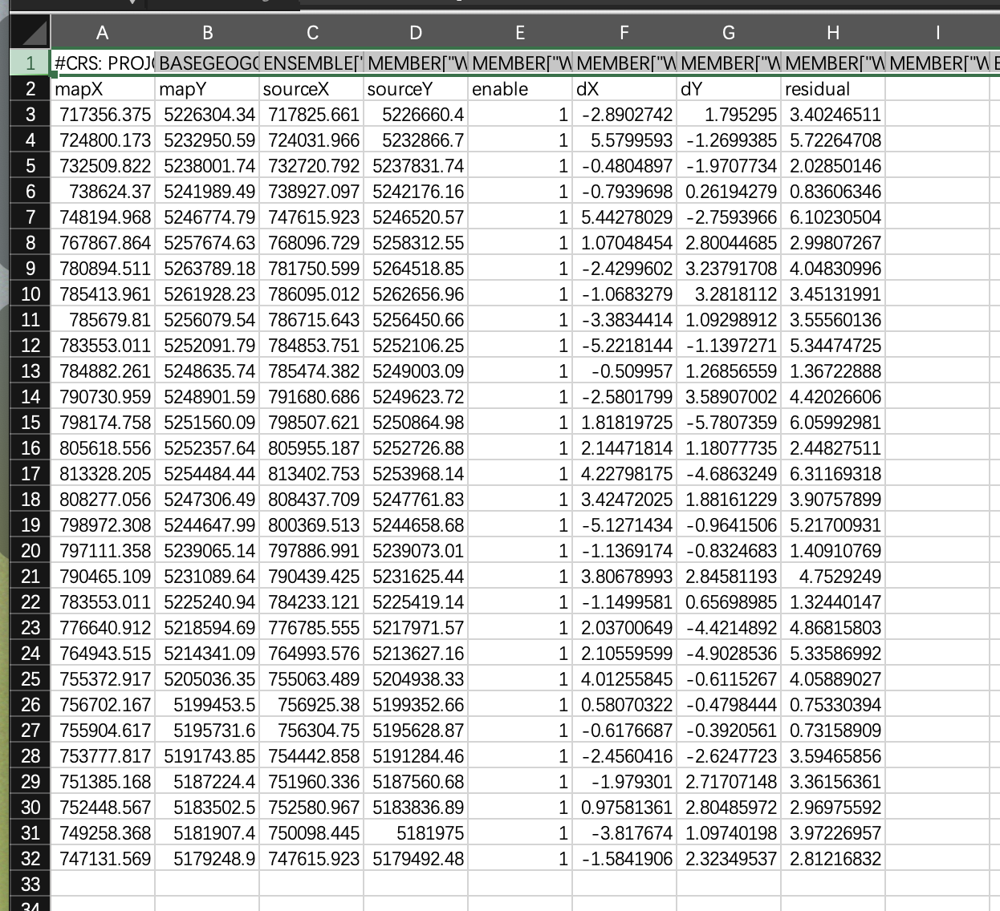 A B C D E F G H I
1 #CRS: PROJ BASEGEOGC ENSEMBLE[" MEMBER["W MEMBER["W MEMBER["W MEMBER["W MEMBER["W MEMBER["W
2 mapX mapY sourceX sourceY enable dX dY residual
3 717356.375 5226304.34 717825.661 5226660.4 1 -2.8902742 1.795295 3.40246511
4 724800.173 5232950.59 724031.966 5232866.7 1 5.5799593 -1.2699385 5.72264708
5 732509.822 5238001.74 732720.792 5237831.74 1 -0.4804897 -1.9707734 2.02850146
6 738624.37 5241989.49 738927.097 5242176.16 1 -0.7939698 0.26194279 0.83606346
7 748194.968 5246774.79 747615.923 5246520.57 1 5.44278029 -2.7593966 6.10230504
8 767867.864 5257674.63 768096.729 5258312.55 1 1.07048454 2.80044685 2.99807267
9 780894.511 5263789.18 781750.599 5264518.85 1 -2.4299602 3.23791708 4.04830996
10 785413.961 5261928.23 786095.012 5262656.96 1 -1.0683279 3.2818112 3.45131991
11 785679.81 5256079.54 786715.643 5256450.66 1 -3.3834414 1.09298912 3.55560136
12 783553.011 5252091.79 784853.751 5252106.25 1 -5.2218144 -1.1397271 5.34474725
13 784882.261 5248635.74 785474.382 5249003.09 1 -0.509957 1.26856559 1.36722888
14 790730.959 5248901.59 791680.686 5249623.72 1 -2.5801799 3.58907002 4.42026606
15 798174.758 5251560.09 798507.621 5250864.98 1 1.81819725 -5.7807359 6.05992981
16 805618.556 5252357.64 805955.187 5252726.88 1 2.14471814 1.18077735 2.44827511
17 813328.205 5254484.44 813402.753 5253968.14 1 4.22798175 -4.6863249 6.31169318
18 808277.056 5247306.49 808437.709 5247761.83 1 3.42472025 1.88161229 3.90757899
19 798972.308 5244647.99 800369.513 5244658.68 1 -5.1271434 -0.9641506 5.21700931
20 797111.358 5239065.14 797886.991 5239073.01 1 -1.1369174 -0.8324683 1.40910769
21 790465.109 5231089.64 790439.425 5231625.44 1 3.80678993 2.84581193 4.7529249
22 783553.011 5225240.94 784233.121 5225419.14 1 -1.1499581 0.65698985 1.32440147
23 776640.912 5218594.69 776785.555 5217971.57 1 2.03700649 -4.4214892 4.86815803
24 764943.515 5214341.09 764993.576 5213627.16 1 2.10559599 -4.9028536 5.33586992
25 755372.917 5205036.35 755063.489 5204938.33 1 4.01255845 -0.6115267 4.05889027
26 756702.167 5199453.5 756925.38 5199352.66 1 0.58070322 -0.4798444 0.75330394
27 755904.617 5195731.6 756304.75 5195628.87 1 -0.6176687 -0.3920561 0.73158909
28 753777.817 5191743.85 754442.858 5191284.46 1 -2.4560416 -2.6247723 3.59465856
29 751385.168 5187224.4 751960.336 5187560.68 1 -1.979301 2.71707148 3.36156361
30 752448.567 5183502.5 752580.967 5183836.89 1 0.97581361 2.80485972 2.96975592
31 749258.368 5181907.4 750098.445 5181975 1 -3.817674 1.09740198 3.97226957
32 747131.569 5179248.9 747615.923 5179492.48 1 -1.5841906 2.32349537 2.81216832
33
34